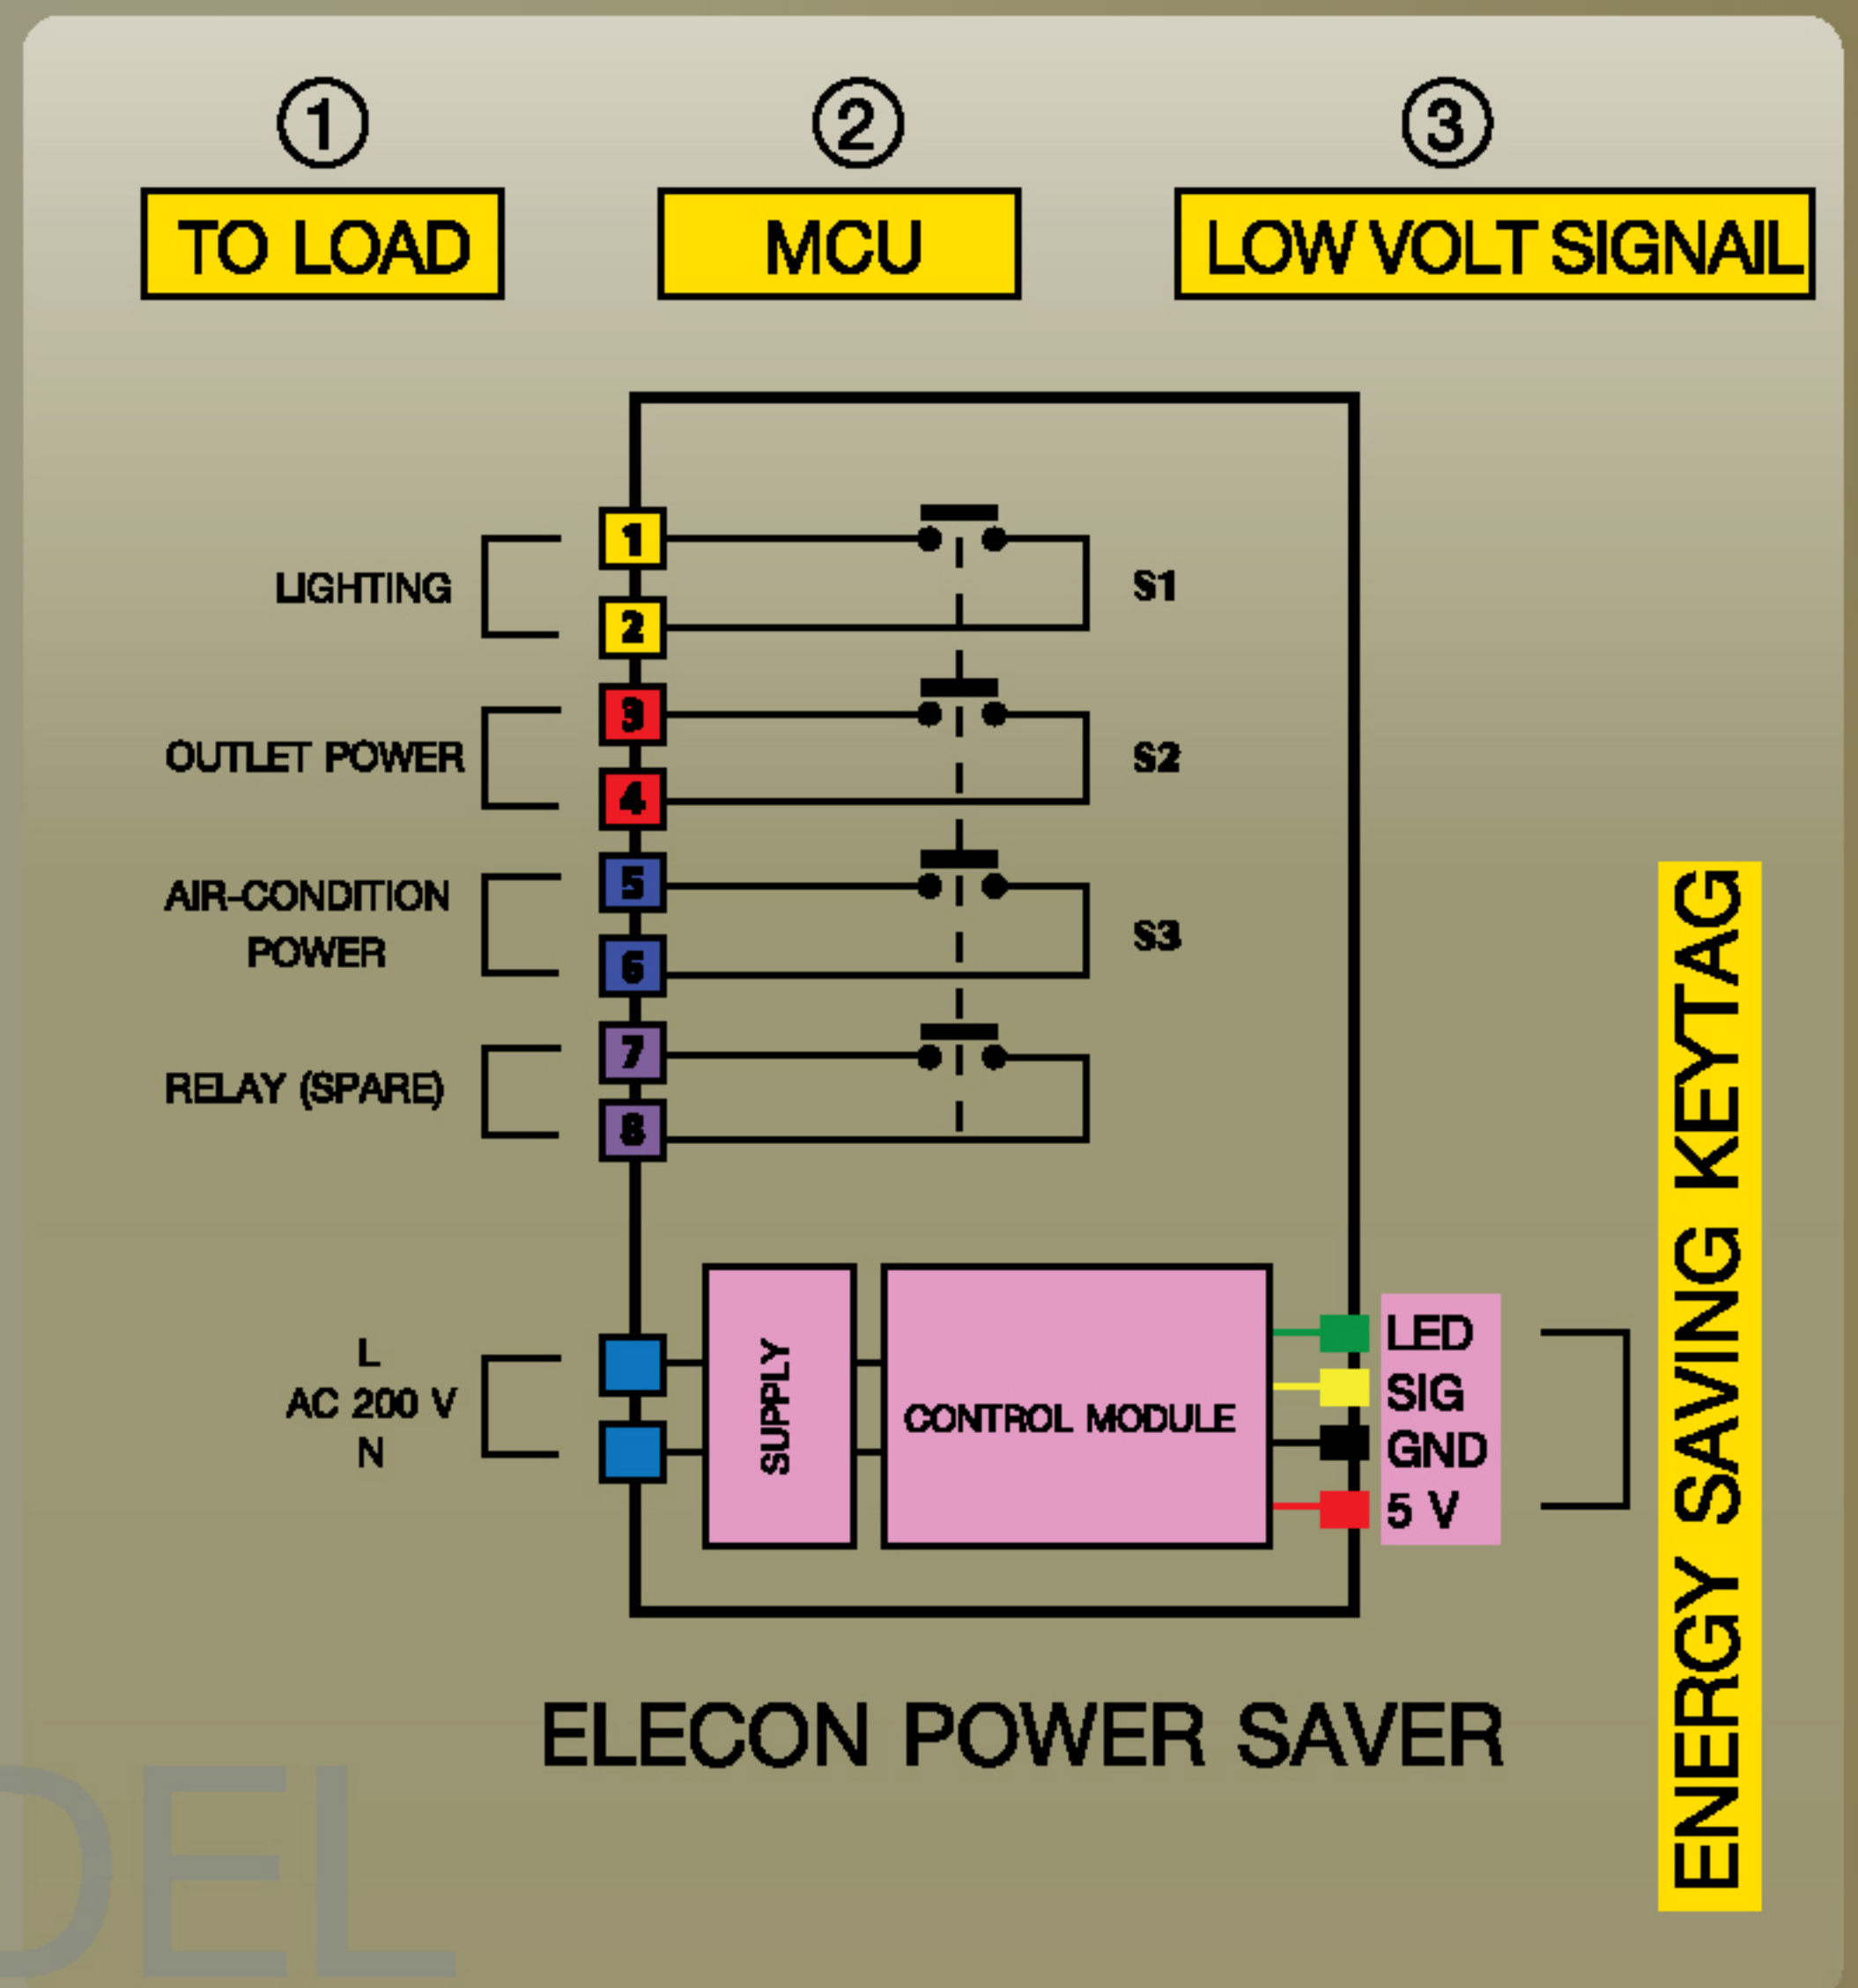 1
2
3
TO LOAD
MCU
LOW VOLT SIGNAIL
1
LIGHTING
S1
2
3
OUTLET POWER
S2
4
5
AIR-CONDITION
POWER
S3
6
7
RELAY (SPARE)
8
L
AC 200 V
N
SUPPLY
CONTROL MODULE
LED
SIG
GND
5 V
ENERGY SAVING KEYTAG
ELECON POWER SAVER
DEL